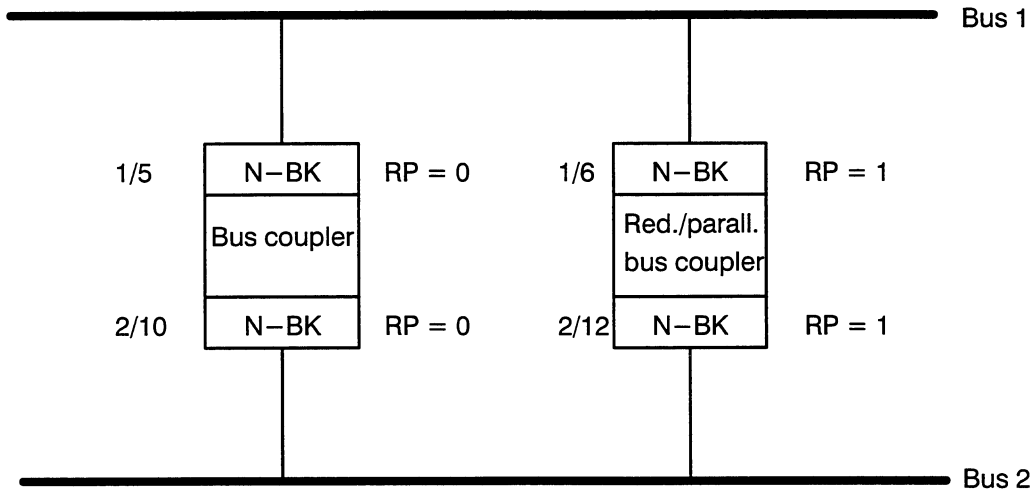 Bus 1
1/5 N−BK RP = 0 1/6 N−BK RP = 1
Bus coupler
Red./parall.
bus coupler
2/10 N−BK RP = 0 2/12 N−BK RP = 1
Bus 2